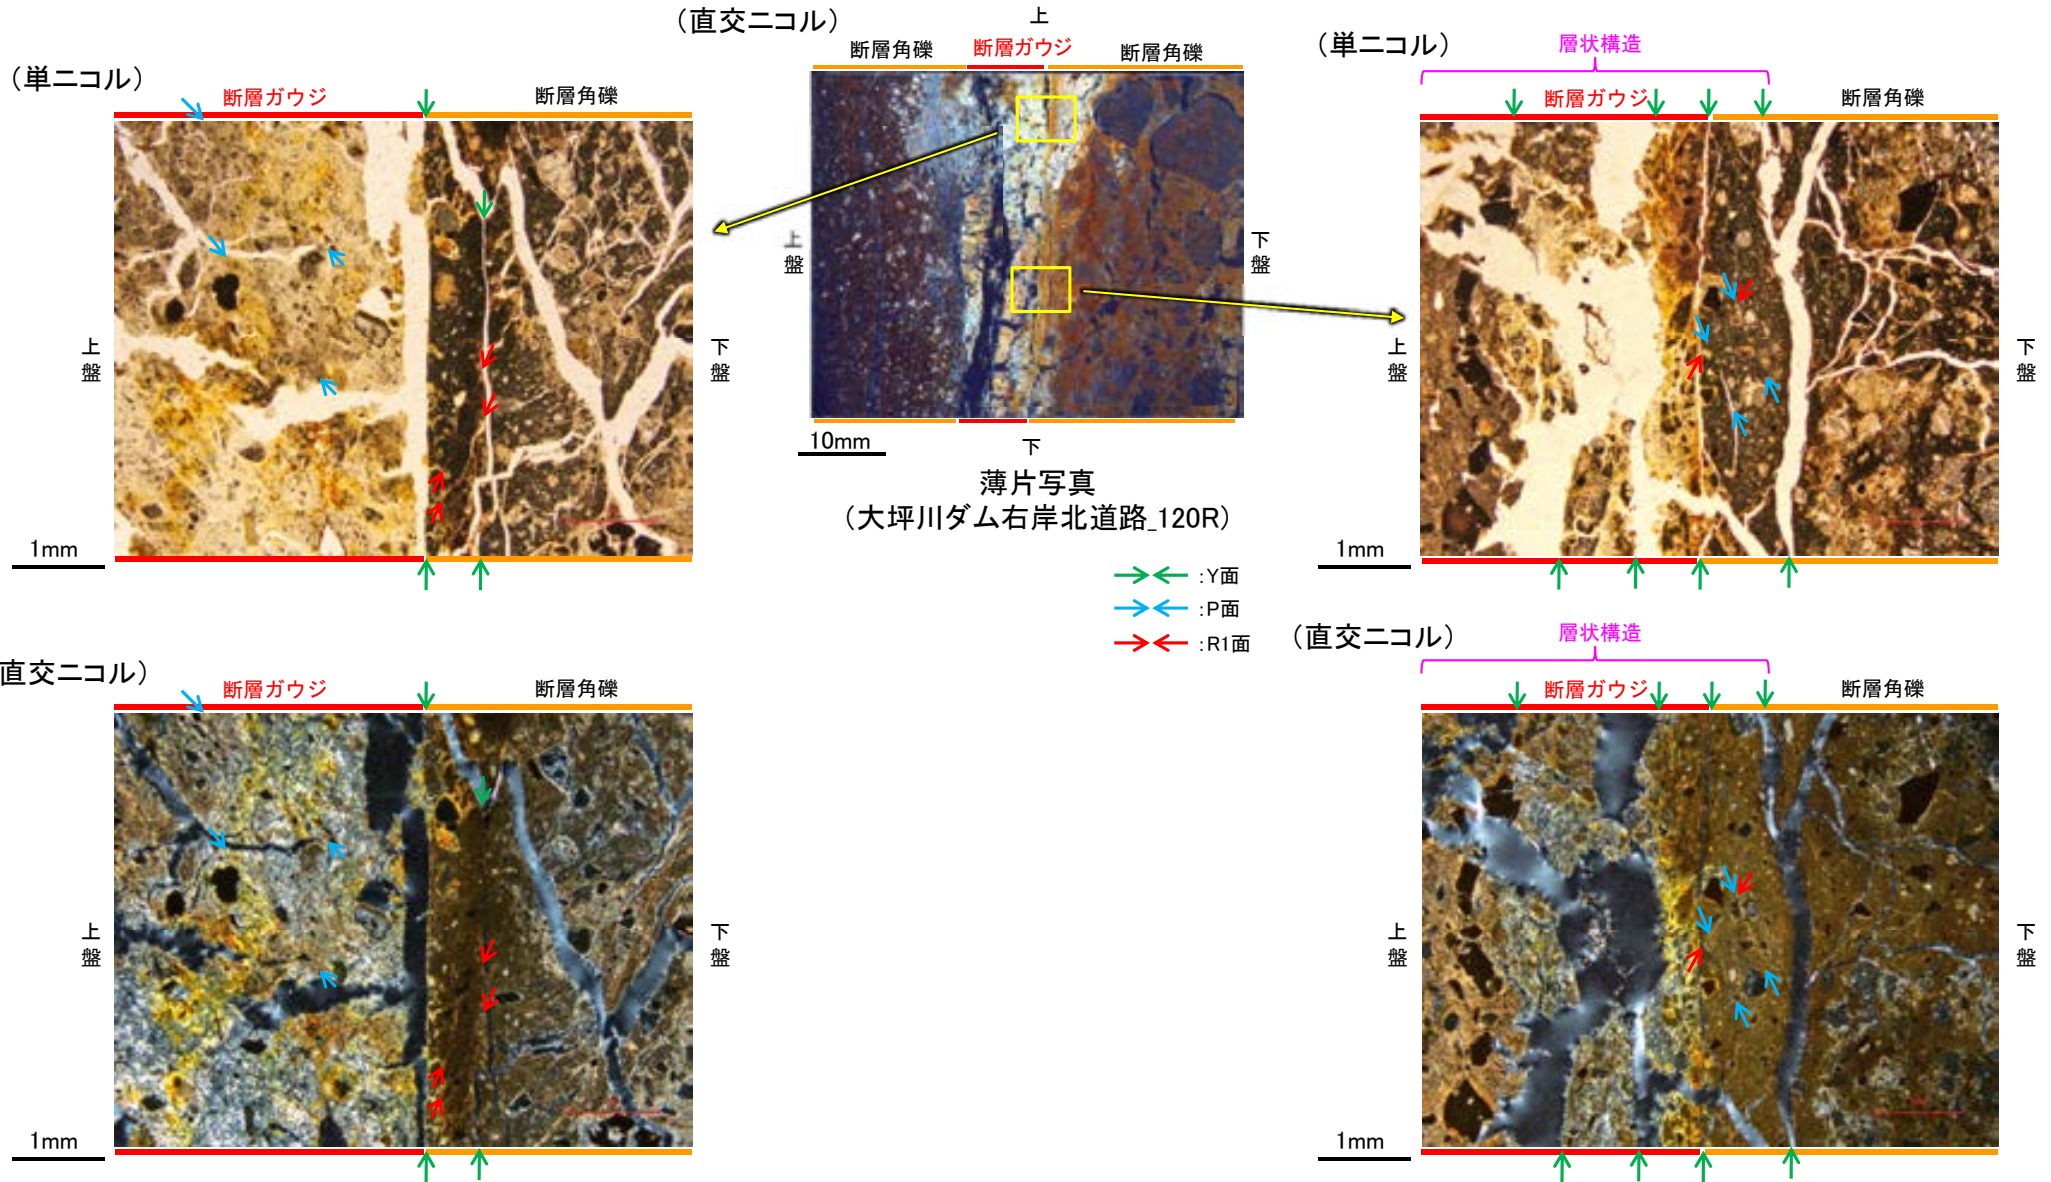 （直交ニコル）
上
断層角礫
断層ガウジ
断層角礫
上盤
下盤
10mm
下
薄片写真
（大坪川ダム右岸北道路_120R）
:Y面
:P面
:R1面
（単ニコル）
断層ガウジ
断層角礫
上盤
下盤
1mm
直交ニコル）
断層ガウジ
断層角礫
上盤
下盤
1mm
（単ニコル）
層状構造
断層ガウジ
断層角礫
上盤
下盤
1mm
（直交ニコル）
層状構造
断層ガウジ
断層角礫
上盤
下盤
1mm